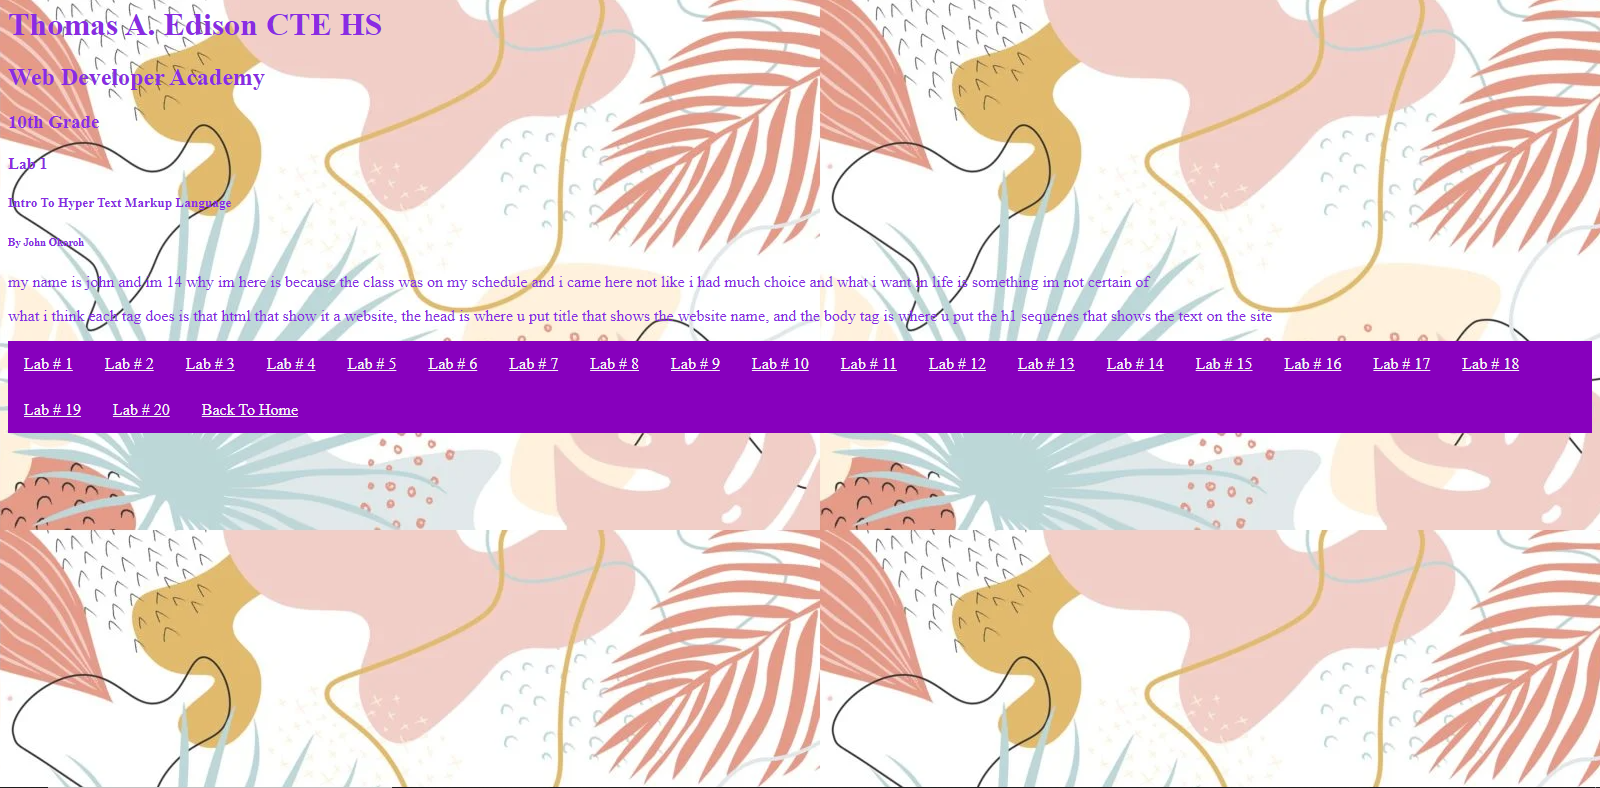 Thomas A. Edison CTE HS
Web Developer Academy
10th Grade
Lab 1
Intro To Hyper Text Markup Language
By John Okoroh
my name is john and im 14 why im here is because the class was on my schedule and i came here not like i had much choice and what i want in life is something im not certain of
what i think each tag does is that html that show it a website, the head is where u put title that shows the website name, and the body tag is where u put the h1 sequenes that shows the text on the site
Lab # 1 Lab # 2 Lab # 3 Lab # 4 Lab # 5 Lab # 6 Lab # 7 Lab # 8 Lab # 9 Lab # 10 Lab # 11 Lab # 12 Lab # 13 Lab # 14 Lab # 15 Lab # 16 Lab # 17 Lab # 18
Lab # 19 Lab # 20 Back To Home